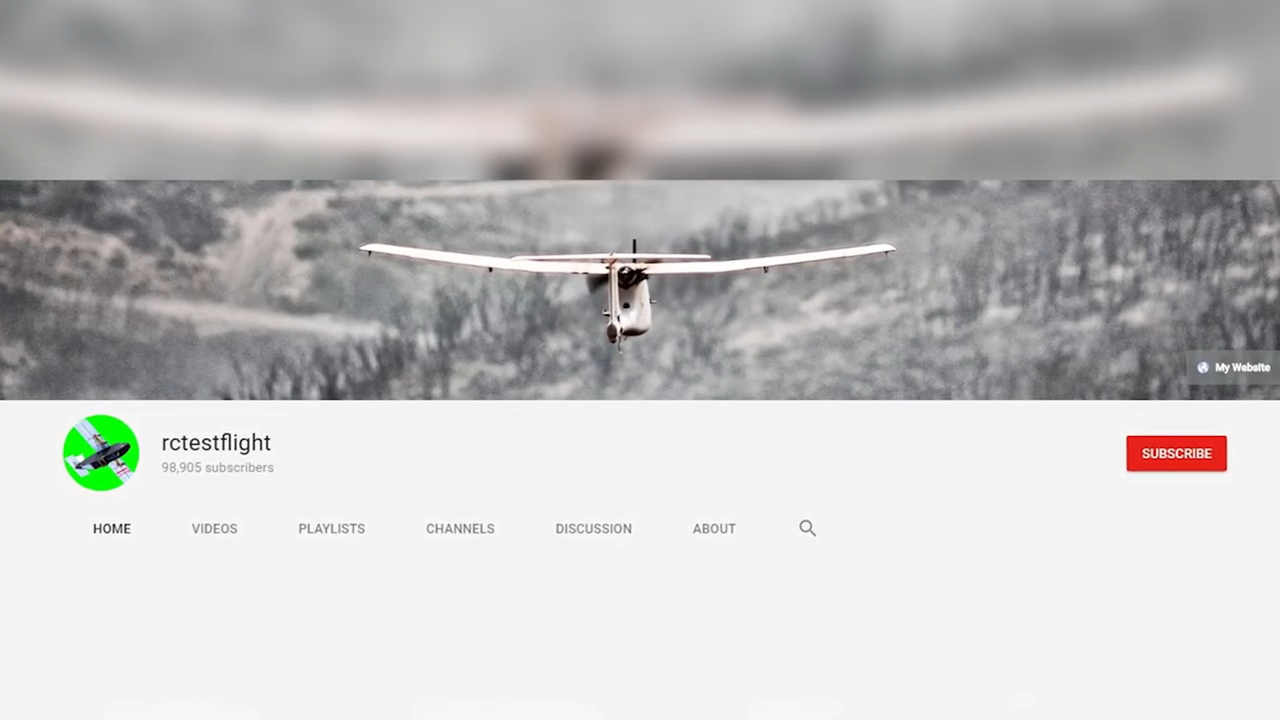 My Website
rctestflight
98,905 subscribers
SUBSCRIBE
HOME VIDEOS PLAYLISTS CHANNELS DISCUSSION ABOUT